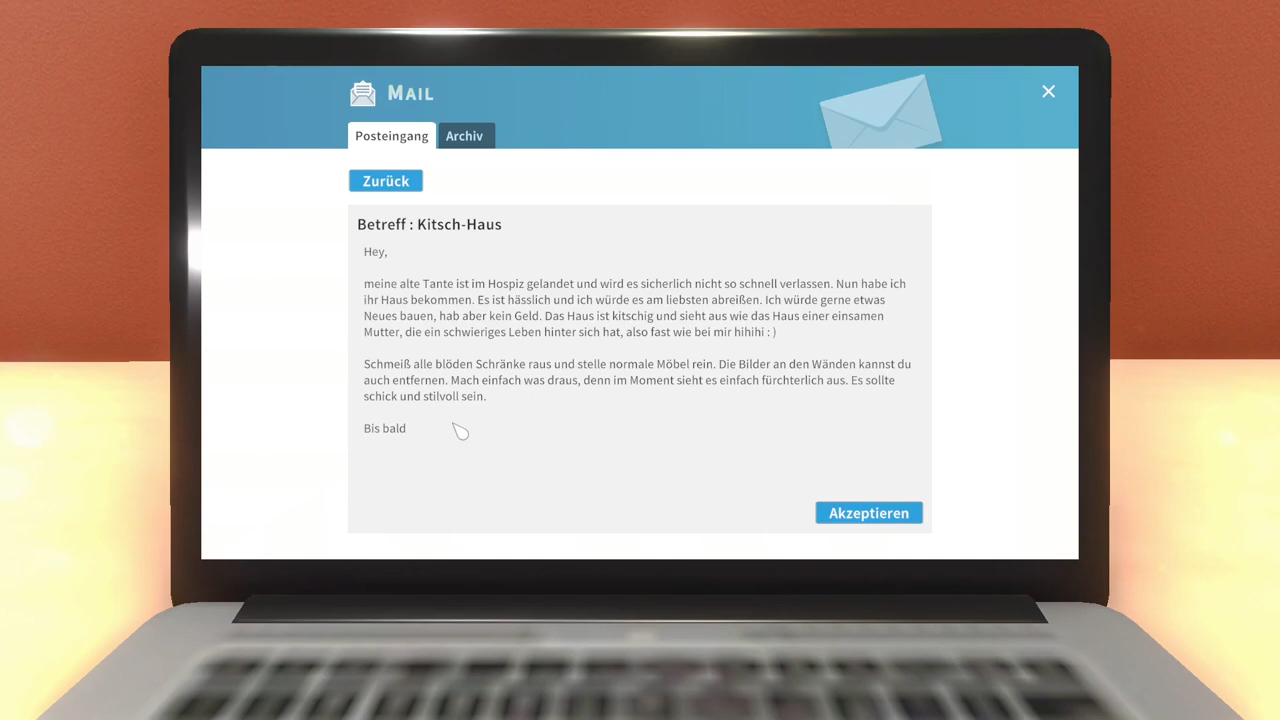 Mail
Posteingang
Archiv
Zurück
Betreff : Kitsch-Haus
Hey,
meine alte Tante ist im Hospiz gelandet und wird es sicherlich nicht so schnell verlassen. Nun habe ich
ihr Haus bekommen. Es ist hässlich und ich würde es am liebsten abreißen. Ich würde gerne etwas
Neues bauen, hab aber kein Geld. Das Haus ist kitschig und sieht aus wie das Haus einer einsamen
Mutter, die ein schwieriges Leben hinter sich hat, also fast wie bei mir hihihi : )
Schmeiß alle blöden Schränke raus und stelle normale Möbel rein. Die Bilder an den Wänden kannst du
auch entfernen. Mach einfach was draus, denn im Moment sieht es einfach fürchterlich aus. Es sollte
schick und stilvoll sein.
Bis bald
Akzeptieren